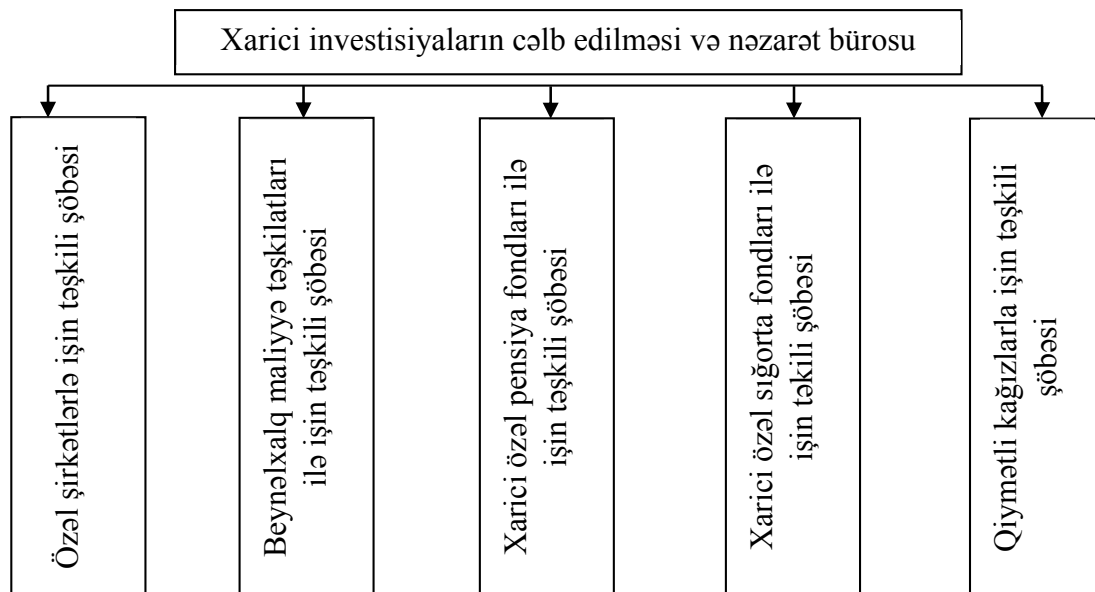 Xarici investisiyaların cəlb edilməsi və nəzarət bürosu
Özəl şirkətlərlə işin təşkili şöbəsi
Beynəlxalq maliyyə təşkilatları
ilə işin təşkili şöbəsi
Xarici özəl pensiya fondları ilə
işin təşkili şöbəsi
Xarici özəl sığorta fondları ilə
işin təkili şöbəsi
Qiymətli kağızlarla işin təşkili
şöbəsi